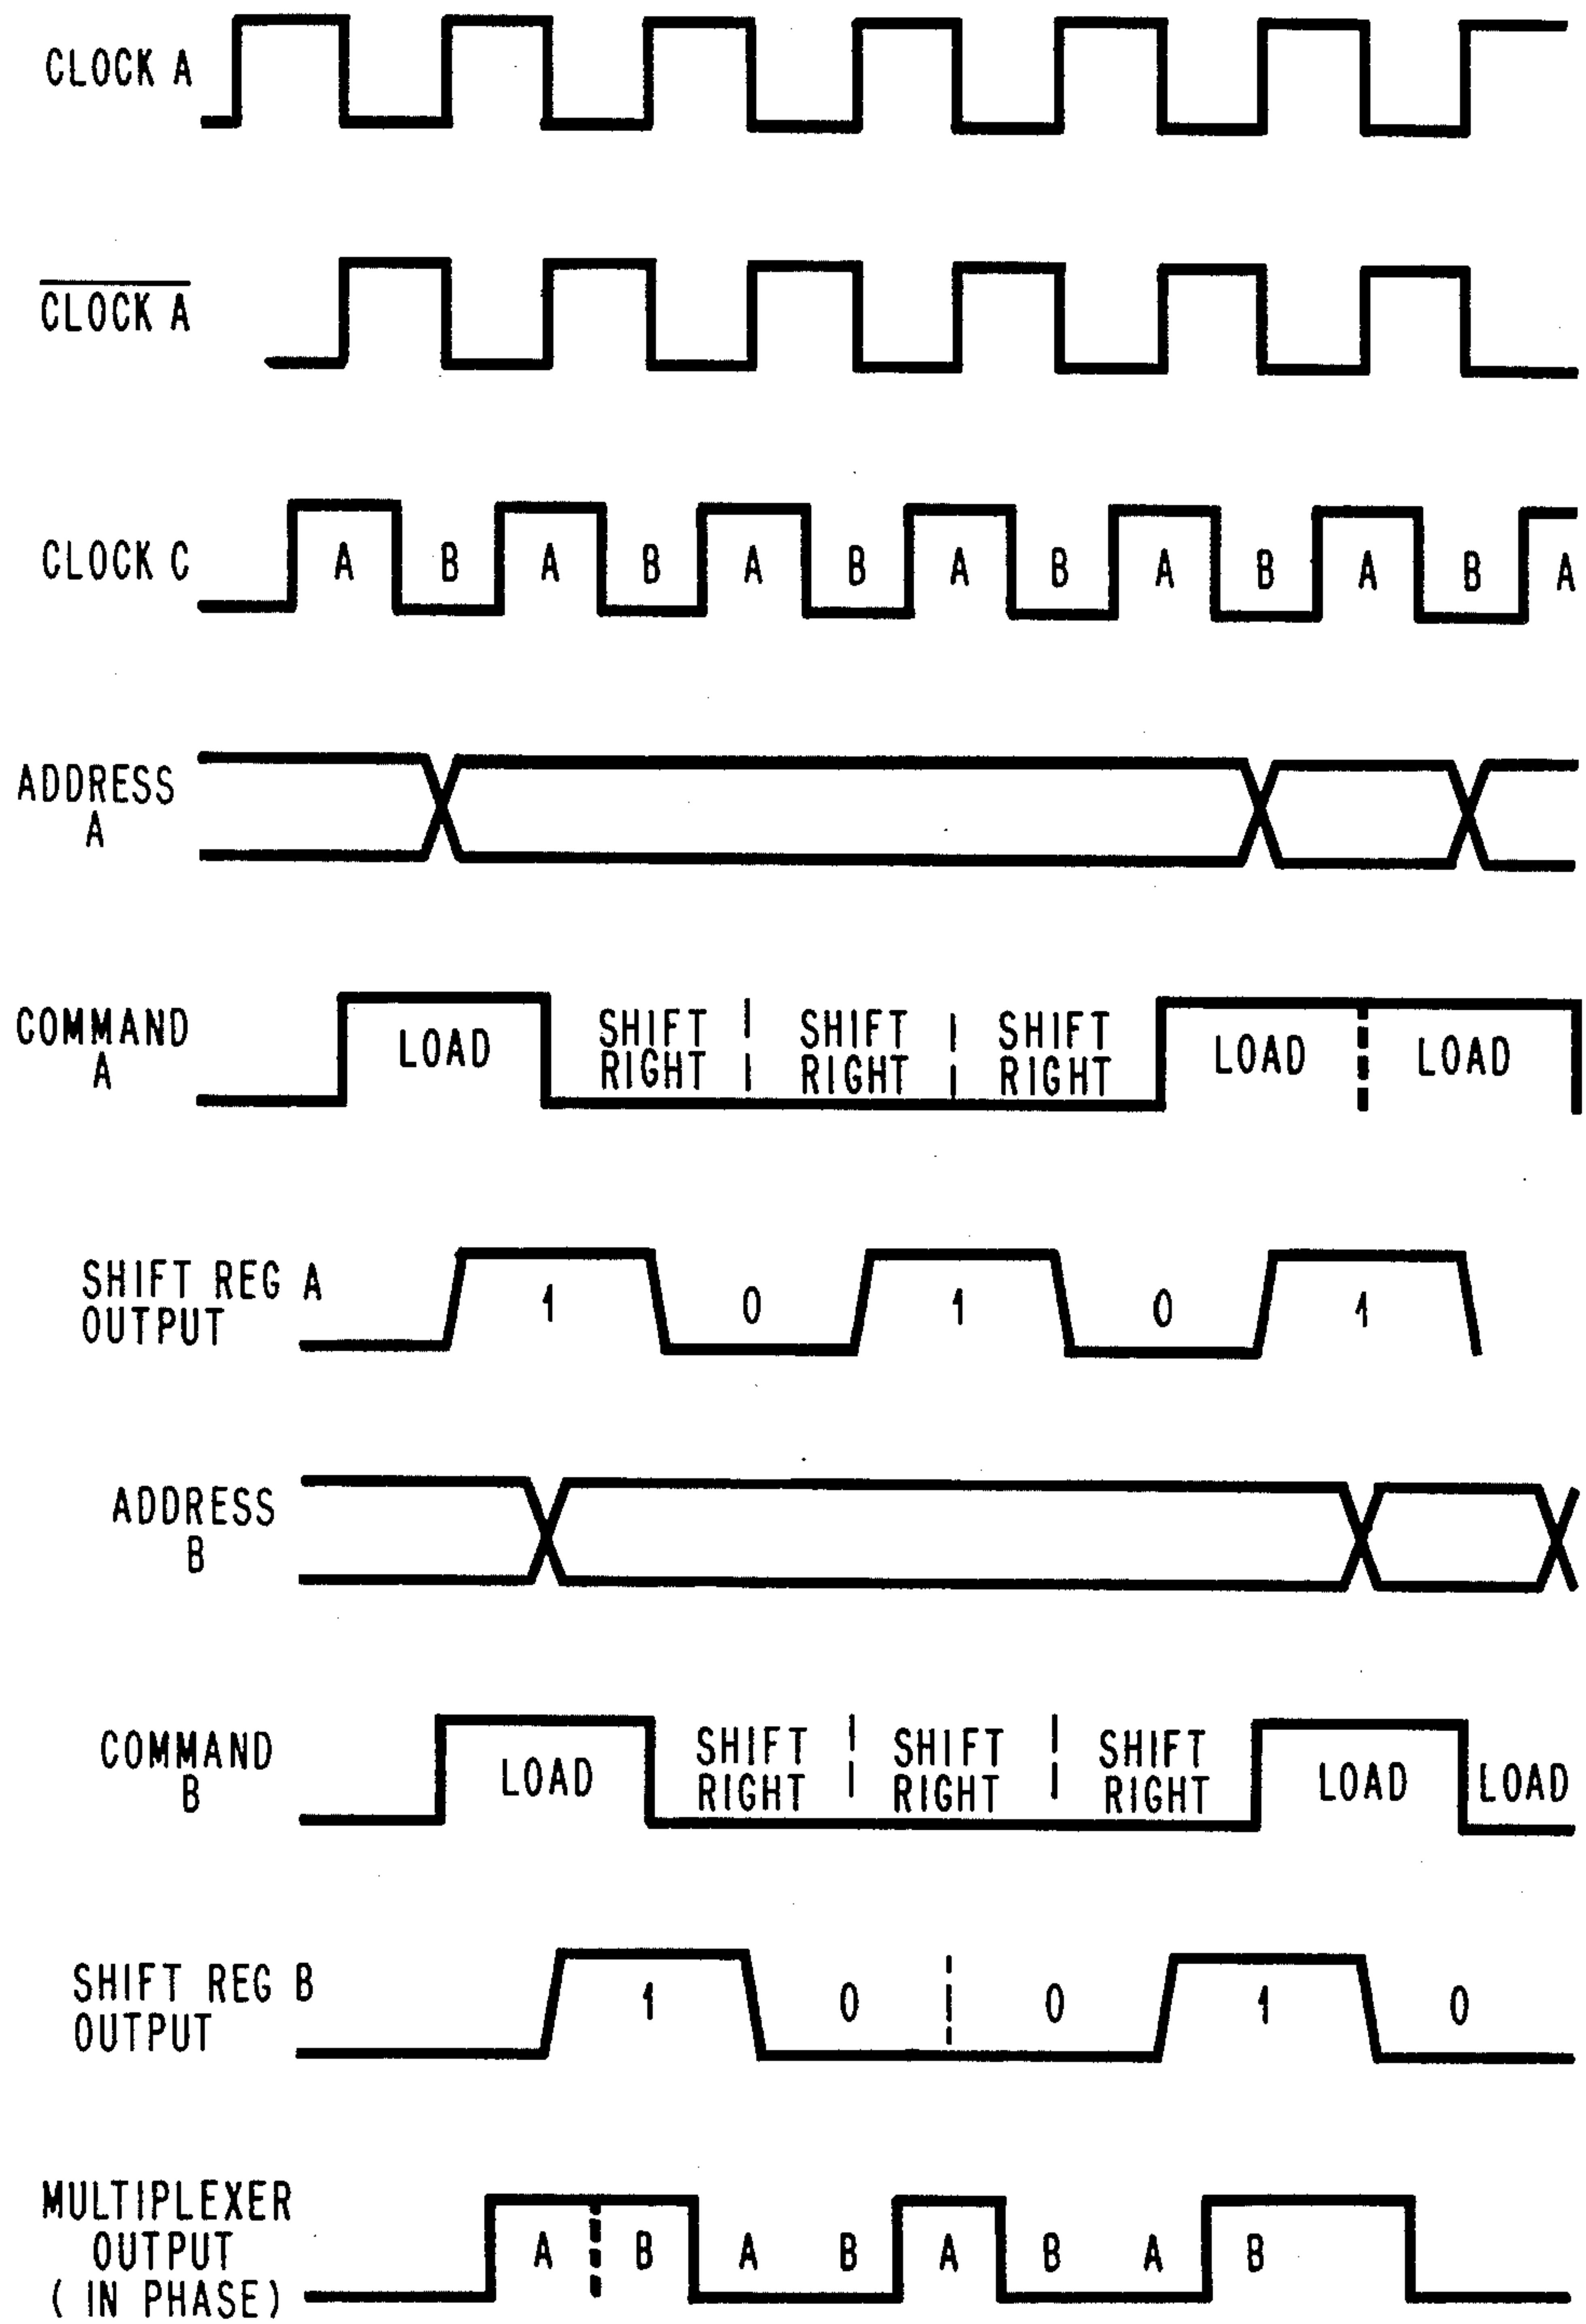 CLOCK A
CLOCK A
CLOCK C
A B A B A B A B A B A B A
ADDRESS
A
COMMAND
A
LOAD
SHIFT
RIGHT
SHIFT
RIGHT
SHIFT
RIGHT
LOAD
LOAD
SHIFT REG A
OUTPUT
1 0 1 0 1
ADDRESS
B
COMMAND
B
LOAD
SHIFT
RIGHT
SHIFT
RIGHT
SHIFT
RIGHT
LOAD
LOAD
SHIFT REG B
OUTPUT
1 0 0 1 0
MULTIPLEXER
OUTPUT
( IN PHASE)
A B A B A B A B